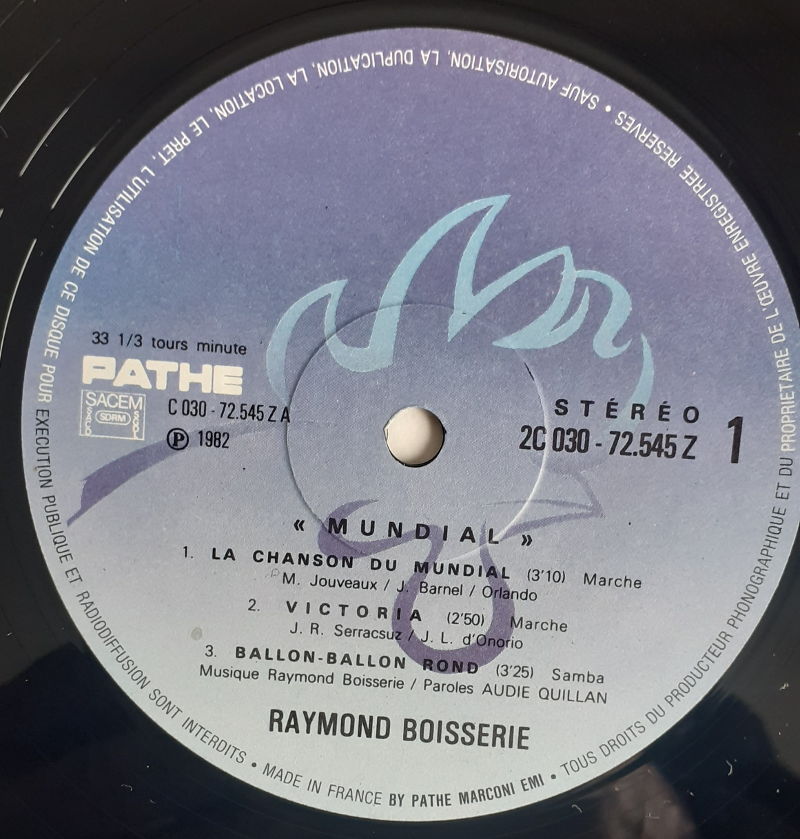 • TOUS DROITS DU PRODUCTEUR PHONOGRAPHIQUE ET DU PROPRIETAIRE DE L'ŒUVRE ENREGISTREE RESERVES • SAUF AUTORISATION, LA DUPLICATION, LA LOCATION, LE PRET, L'UTILISATION DE CE DISQUE POUR EXECUTION PUBLIQUE ET RADIODIFFUSION SONT INTERDITS • MADE IN FRANCE BY PATHE MARCONI EMI
33 1/3 tours minute
PATHE
SACEM
SACD
SDRM
SGDL
C 030 - 72.545 Z A
Ⓟ 1982
STÉRÉO
2C 030 - 72.545 Z
1
« MUNDIAL »
1. LA CHANSON DU MUNDIAL (3'10) Marche
M. Jouveaux / J. Barnel / Orlando
2. VICTORIA (2'50) Marche
J. R. Serracsuz / J. L. d'Onorio
3. BALLON-BALLON ROND (3'25) Samba
Musique Raymond Boisserie / Paroles AUDIE QUILLAN
RAYMOND BOISSERIE